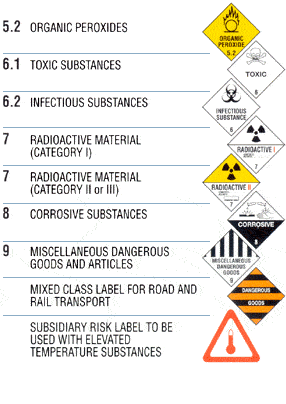 5.2 ORGANIC PEROXIDES
ORGANIC
PEROXIDE
5.2
6.1 TOXIC SUBSTANCES
TOXIC
6
6.2 INFECTIOUS SUBSTANCES
INFECTIOUS
SUBSTANCE
6
7 RADIOACTIVE MATERIAL
(CATEGORY I)
RADIOACTIVE I
7
7 RADIOACTIVE MATERIAL
(CATEGORY II or III)
RADIOACTIVE II
7
8 CORROSIVE SUBSTANCES
CORROSIVE
8
9 MISCELLANEOUS DANGEROUS
GOODS AND ARTICLES
MISCELLANEOUS
DANGEROUS
GOODS
9
MIXED CLASS LABEL FOR ROAD AND
RAIL TRANSPORT
DANGEROUS
GOODS
SUBSIDIARY RISK LABEL TO BE
USED WITH ELEVATED
TEMPERATURE SUBSTANCES